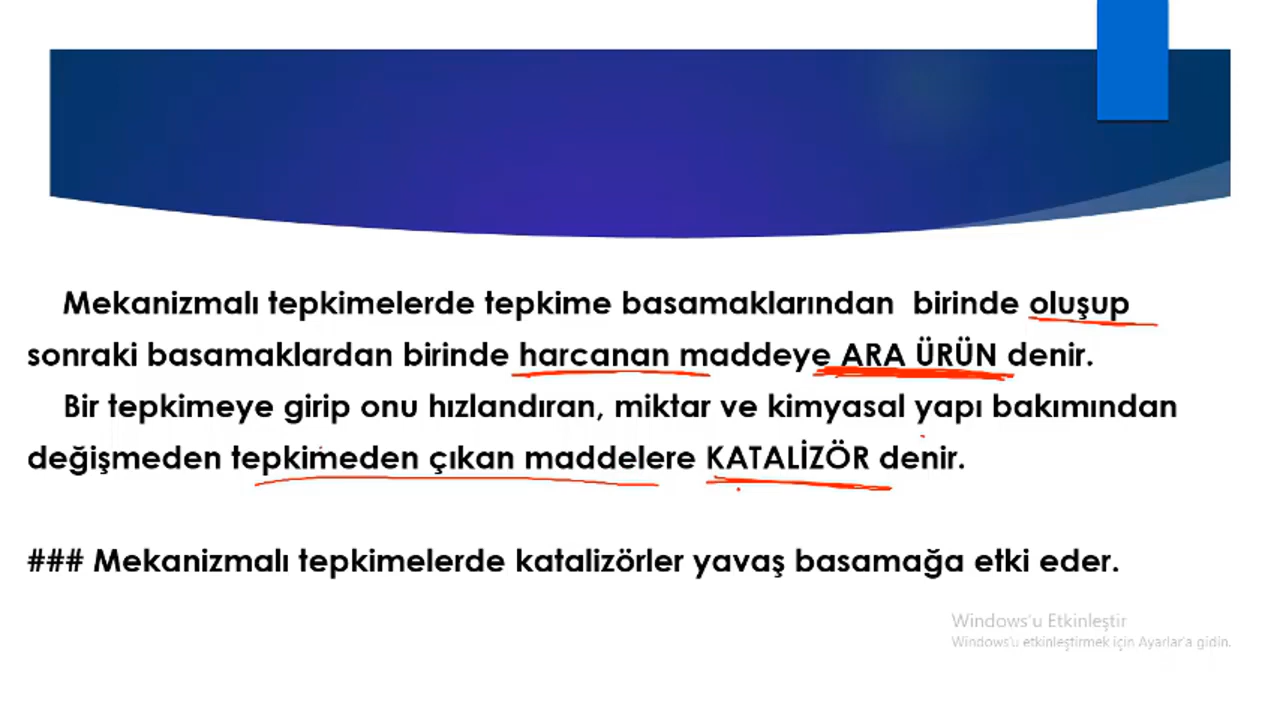 Mekanizmalı tepkimelerde tepkime basamaklarından birinde oluşup
sonraki basamaklardan birinde harcanan maddeye ARA ÜRÜN denir.
Bir tepkimeye girip onu hızlandıran, miktar ve kimyasal yapı bakımından
değişmeden tepkimeden çıkan maddelere KATALİZÖR denir.
### Mekanizmalı tepkimelerde katalizörler yavaş basamağa etki eder.
Windows'u Etkinleştir
Windows'u etkinleştirmek için Ayarlar'a gidin.